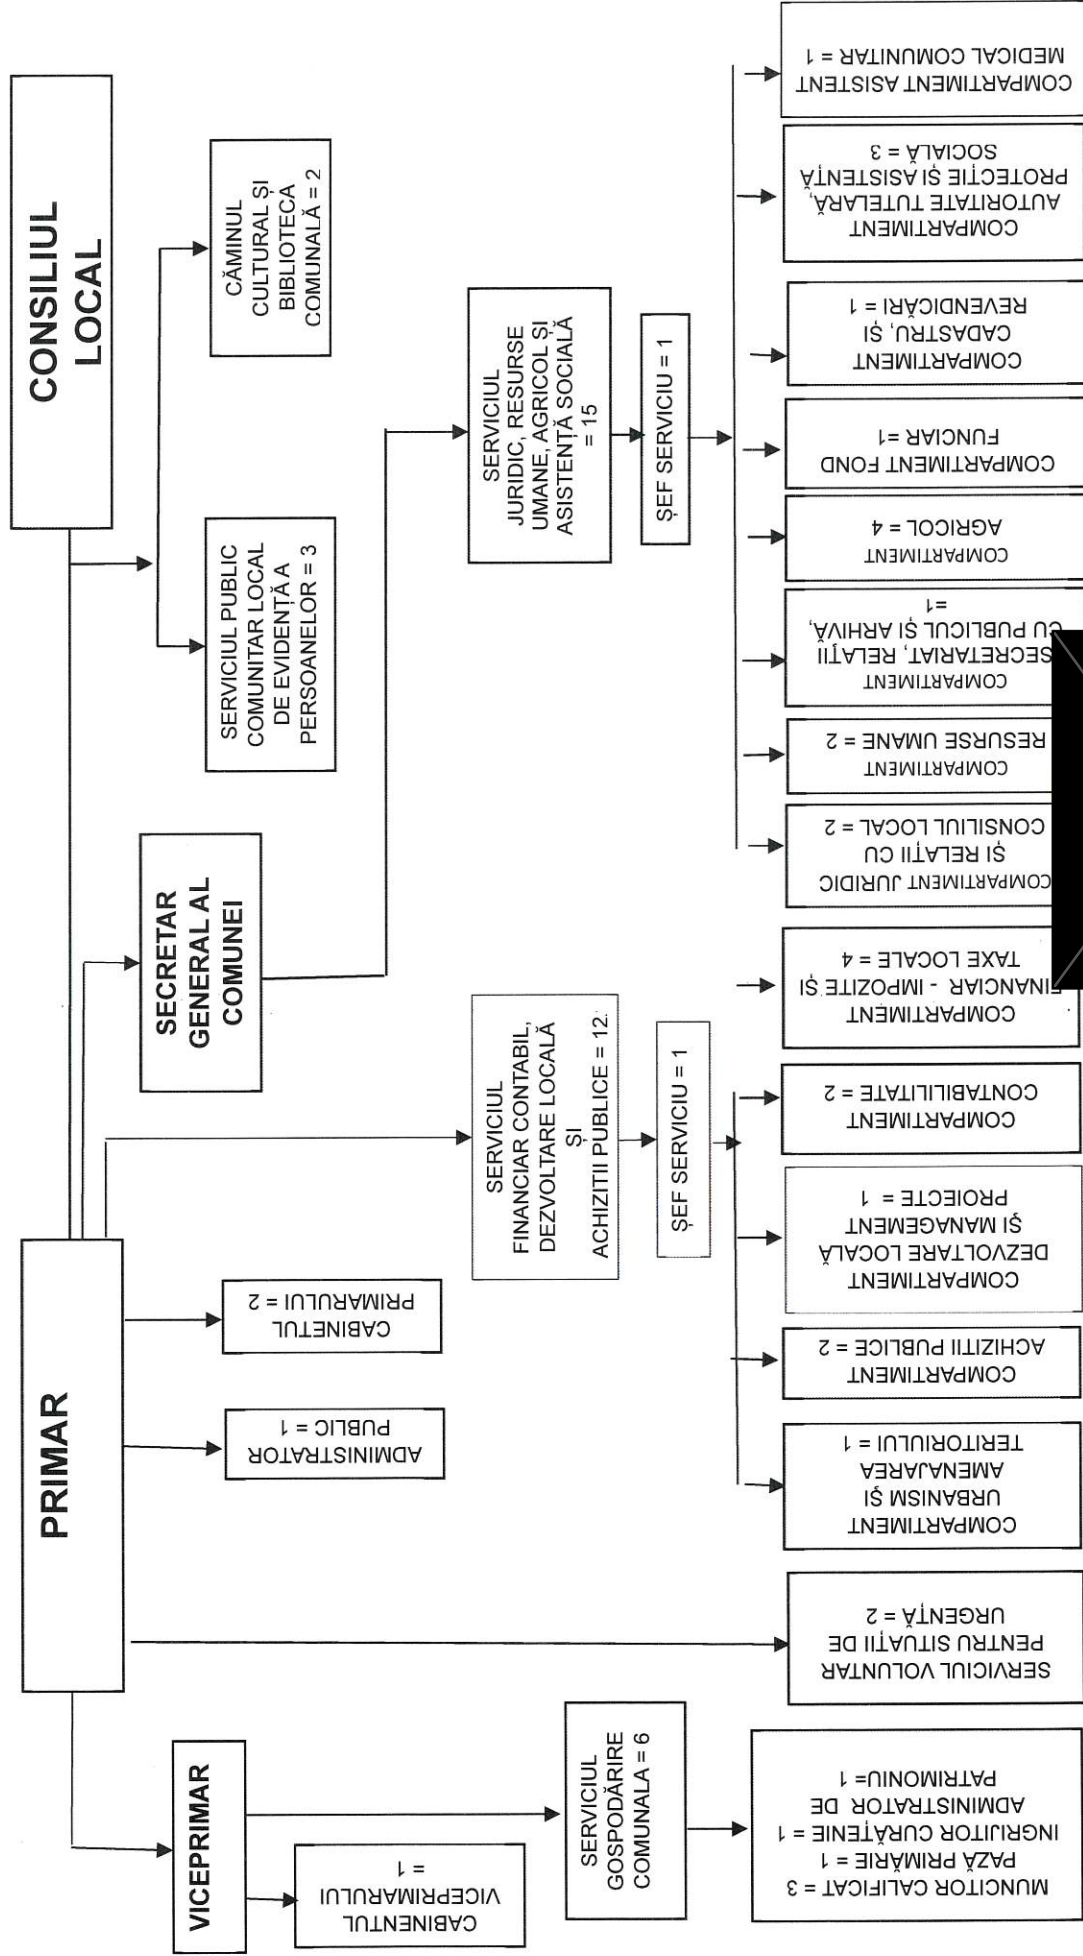 CONSILIUL
LOCAL
PRIMAR
CĂMINUL
CULTURAL ȘI
BIBLIOTECA
COMUNALĂ = 2
SERVICIUL PUBLIC
COMUNITAR LOCAL
DE EVIDENȚĂ A
PERSOANELOR = 3
SECRETAR
GENERAL AL
COMUNEI
CABINETUL
PRIMARULUI = 2
ADMINISTRATOR
PUBLIC = 1
VICEPRIMAR
CABINENTUL
VICEPRIMARULUI
= 1
SERVICIUL
JURIDIC, RESURSE
UMANE, AGRICOL ȘI
ASISTENȚĂ SOCIALĂ
= 15
ȘEF SERVICIU = 1
SERVICIUL
FINANCIAR CONTABIL,
DEZVOLTARE LOCALĂ
ȘI
ACHIZITII PUBLICE = 12
ȘEF SERVICIU = 1
SERVICIUL
GOSPODĂRIRE
COMUNALA = 6
MUNCITOR CALIFICAT = 3
PAZĂ PRIMĂRIE = 1
INGRIJITOR CURĂȚENIE = 1
ADMINISTRATOR DE
PATRIMONIU= 1
SERVICIUL VOLUNTAR
PENTRU SITUAȚII DE
URGENȚĂ = 2
COMPARTIMENT
URBANISM ȘI
AMENAJAREA
TERITORIULUI = 1
COMPARTIMENT
ACHIZITII PUBLICE = 2
COMPARTIMENT
DEZVOLTARE LOCALĂ
ȘI MANAGEMENT
PROIECTE = 1
COMPARTIMENT
CONTABILILITATE = 2
COMPARTIMENT
FINANCIAR - IMPOZITE ȘI
TAXE LOCALE = 4
COMPARTIMENT JURIDIC
ȘI RELAȚII CU
CONSILIUL LOCAL = 2
COMPARTIMENT
RESURSE UMANE = 2
COMPARTIMENT
SECRETARIAT, RELAȚII
CU PUBLICUL ȘI ARHIVĂ,
=1
COMPARTIMENT
AGRICOL = 4
COMPARTIMENT FOND
FUNCIAR =1
COMPARTIMENT
CADASTRU, ȘI
REVENDICĂRI = 1
COMPARTIMENT
AUTORITATE TUTELARĂ,
PROTECȚIE ȘI ASISTENȚĂ
SOCIALĂ = 3
COMPARTIMENT ASISTENT
MEDICAL COMUNITAR = 1